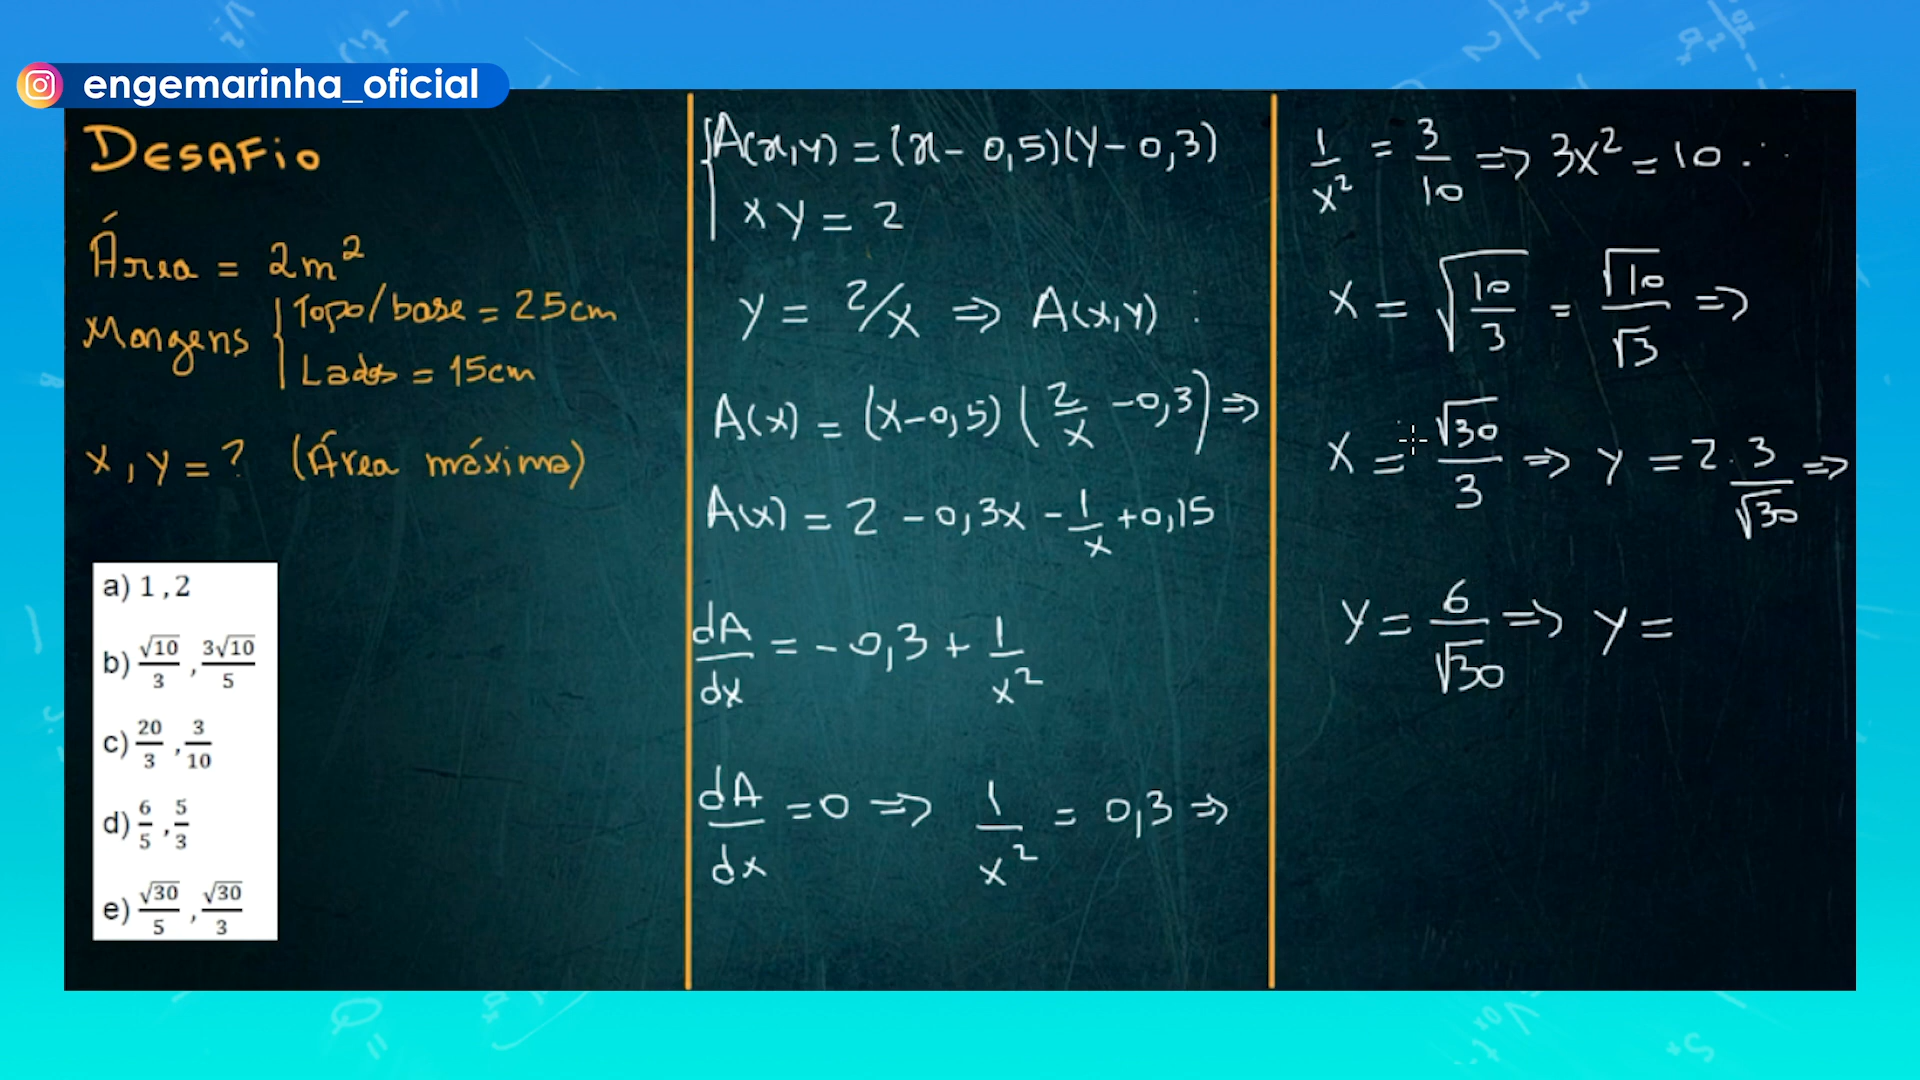 engemarinha_oficial
DESAFIO
Área = 2m²
Margens { Topo/base = 25cm
Lados = 15cm
x, y = ? (Área máxima)
a) 1 , 2
b) √10/3 , 3√10/5
c) 20/3 , 3/10
d) 6/5 , 5/3
e) √30/5 , √30/3
A(x,y) = (x - 0,5)(y - 0,3)
xy = 2
y = 2/x => A(x,y) :
A(x) = (x-0,5) (2/x -0,3) =>
A(x) = 2 - 0,3x - 1/x + 0,15
dA/dx = - 0,3 + 1/x²
dA/dx = 0 => 1/x² = 0,3 =>
1/x² = 3/10 => 3x² = 10 ∴
x = √(10/3) = √10/√3 =>
x = √30/3 => y = 2 . 3/√30 =>
y = 6/√30 => y =